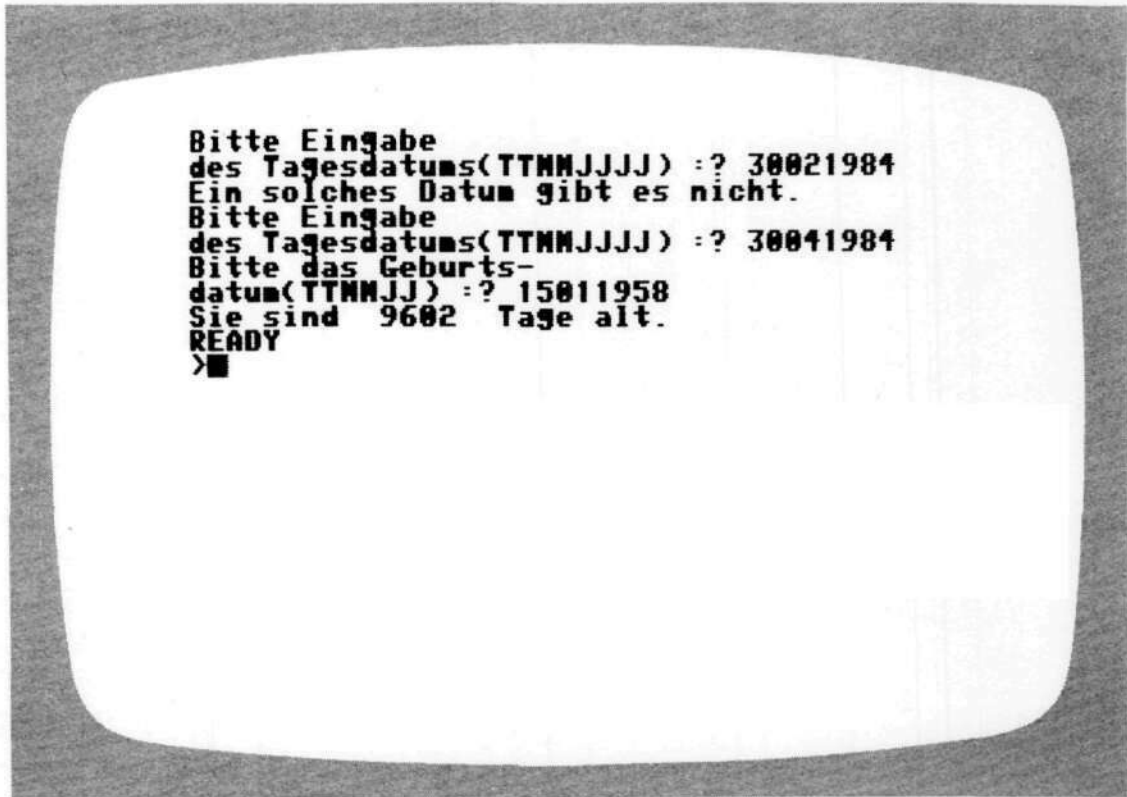 Bitte Eingabe
des Tagesdatums(TTMMJJJJ) :? 30021984
Ein solches Datum gibt es nicht.
Bitte Eingabe
des Tagesdatums(TTMMJJJJ) :? 30041984
Bitte das Geburts-
datum(TTMMJJ) :? 15011958
Sie sind  9602  Tage alt.
READY
>